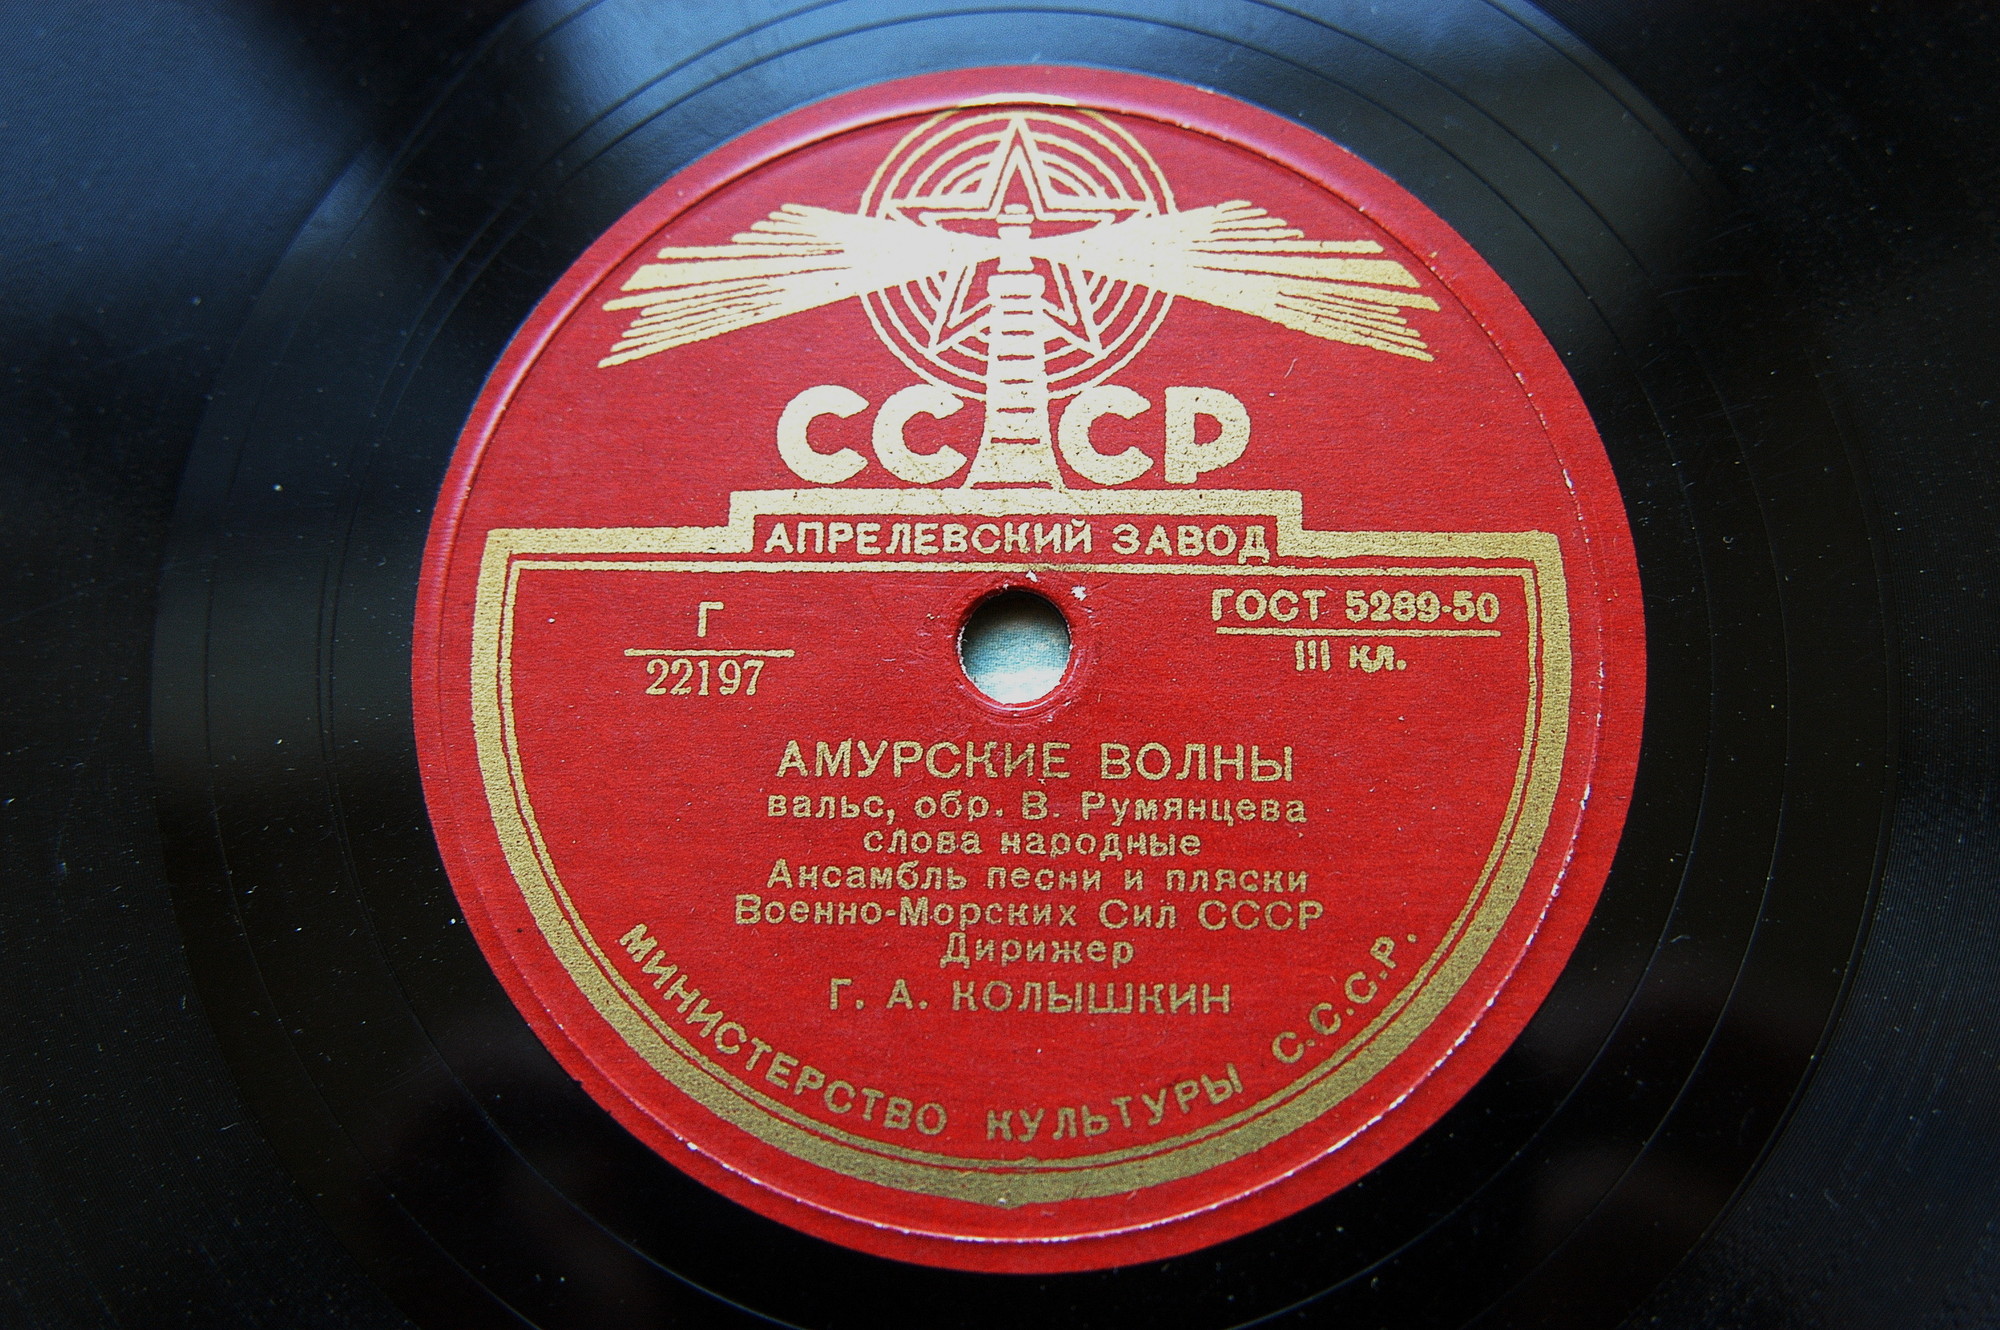 СССР
АПРЕЛЕВСКИЙ ЗАВОД
Г
22197
ГОСТ 5289-50
III кл.
АМУРСКИЕ ВОЛНЫ
вальс, обр. В. Румянцева
слова народные
Ансамбль песни и пляски
Военно-Морских Сил СССР
Дирижер
Г. А. КОЛЫШКИН
МИНИСТЕРСТВО КУЛЬТУРЫ С.С.С.Р.